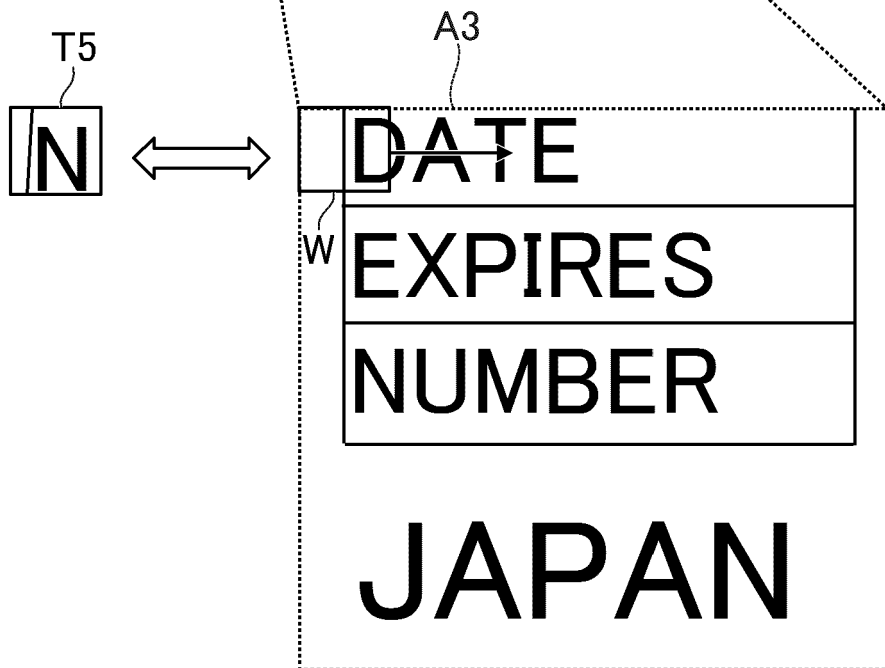 A3
T5
N
DATE
W
EXPIRES
NUMBER
JAPAN